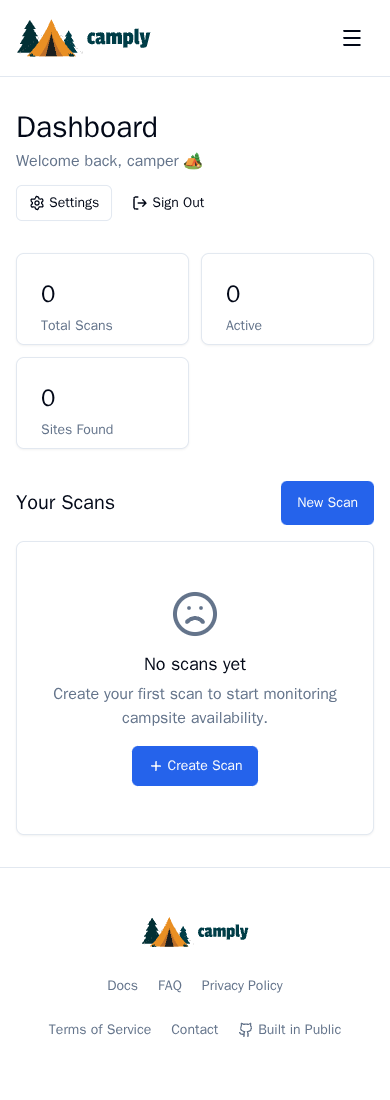 camply
Dashboard
Welcome back, camper 🏕️
Settings
Sign Out
0
Total Scans
0
Active
0
Sites Found
Your Scans
New Scan
No scans yet
Create your first scan to start monitoring
campsite availability.
Create Scan
camply
Docs FAQ Privacy Policy
Terms of Service Contact Built in Public